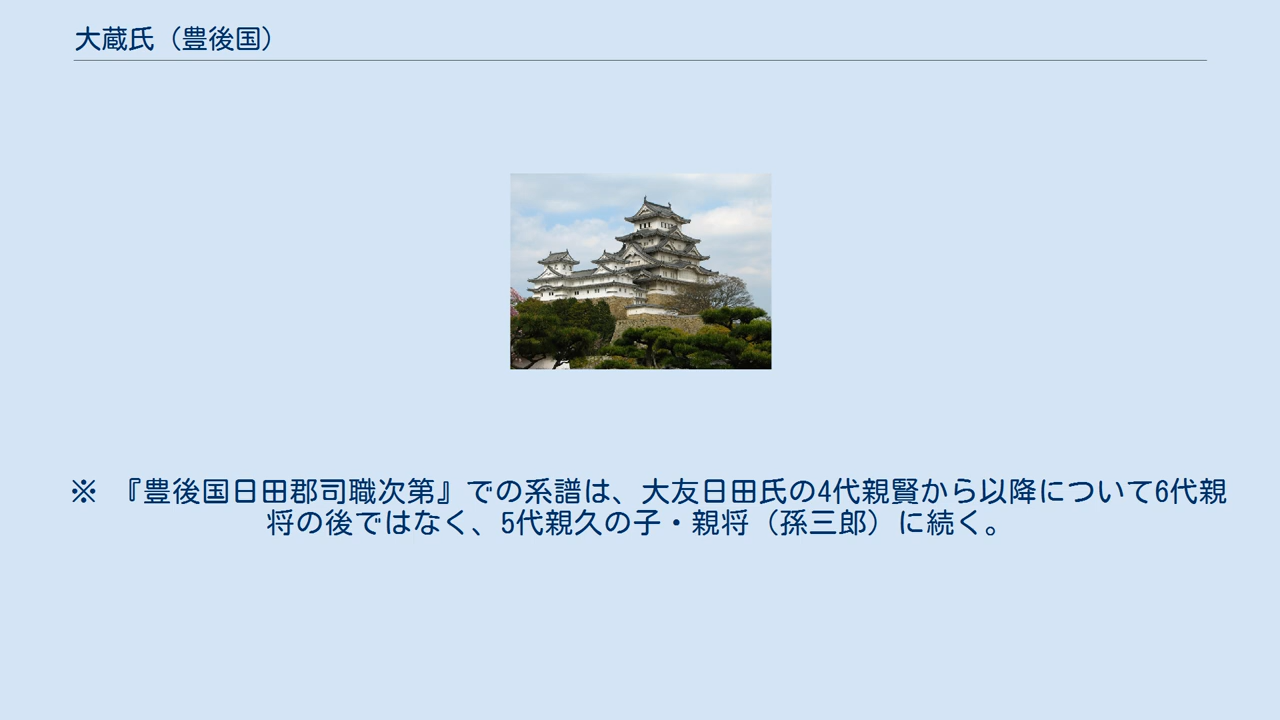 大蔵氏（豊後国）
※　『豊後国日田郡司職次第』での系譜は、大友日田氏の4代親賢から以降について6代親
将の後ではなく、5代親久の子・親将（孫三郎）に続く。